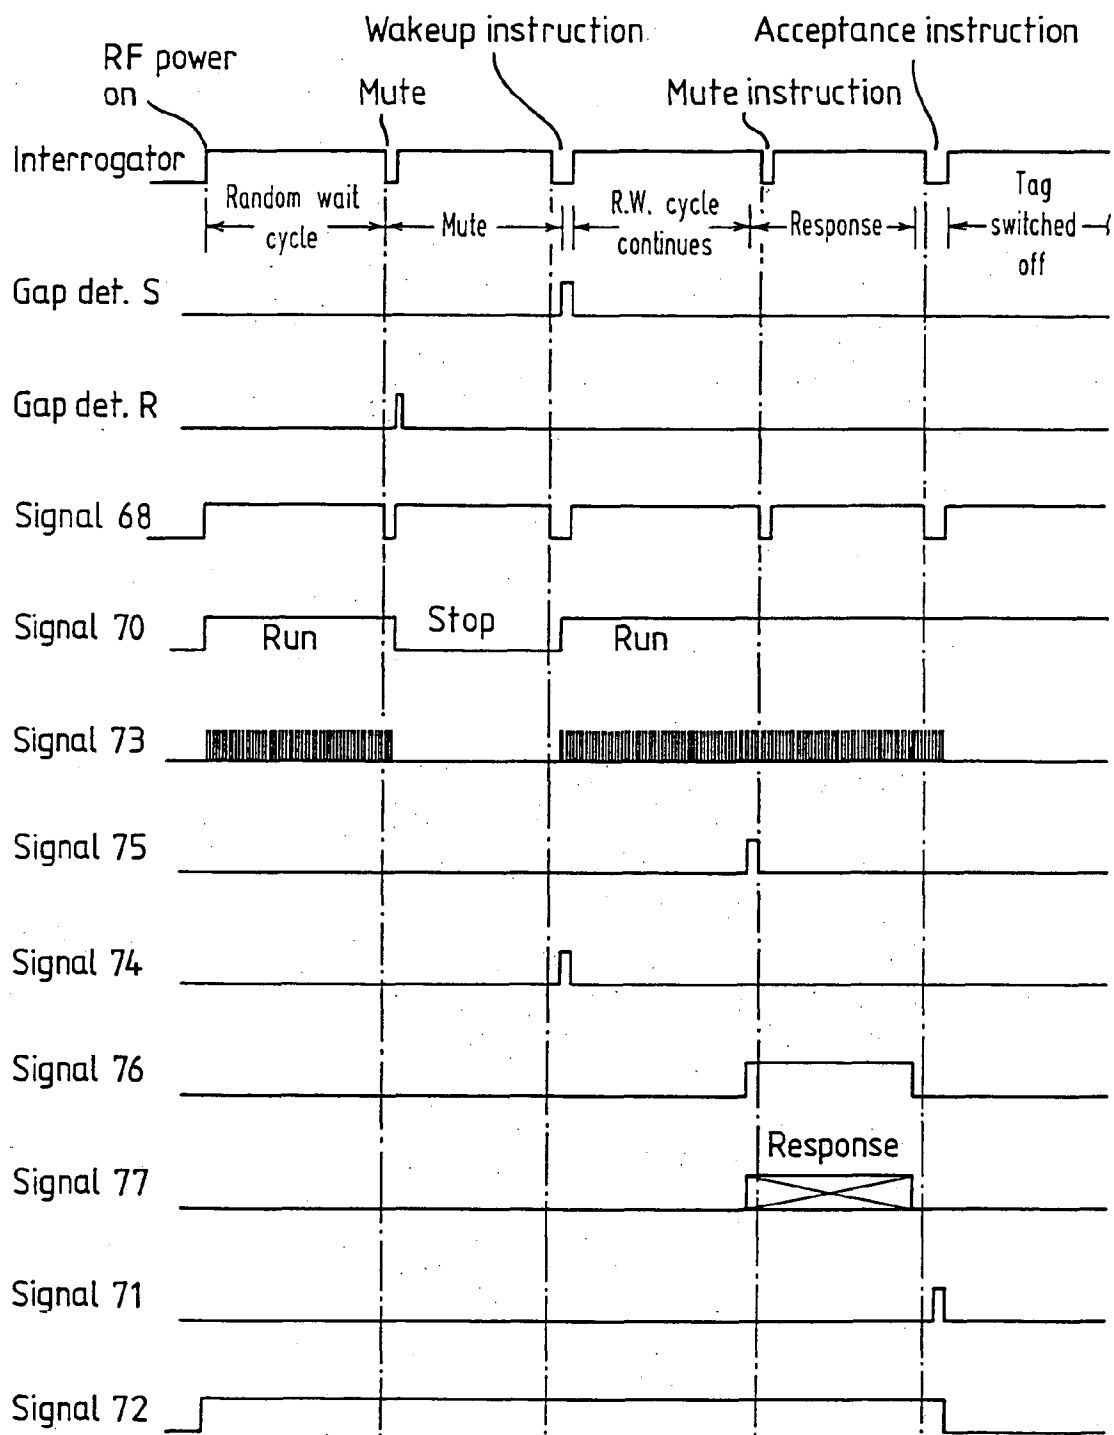 Wakeup instruction
Acceptance instruction
RF power
on
Mute
Mute instruction
Interrogator
Random wait
cycle
Mute
R.W. cycle
continues
Response
Tag
switched
off
Gap det. S
Gap det. R
Signal 68
Signal 70
Run
Stop
Run
Signal 73
Signal 75
Signal 74
Signal 76
Response
Signal 77
Signal 71
Signal 72